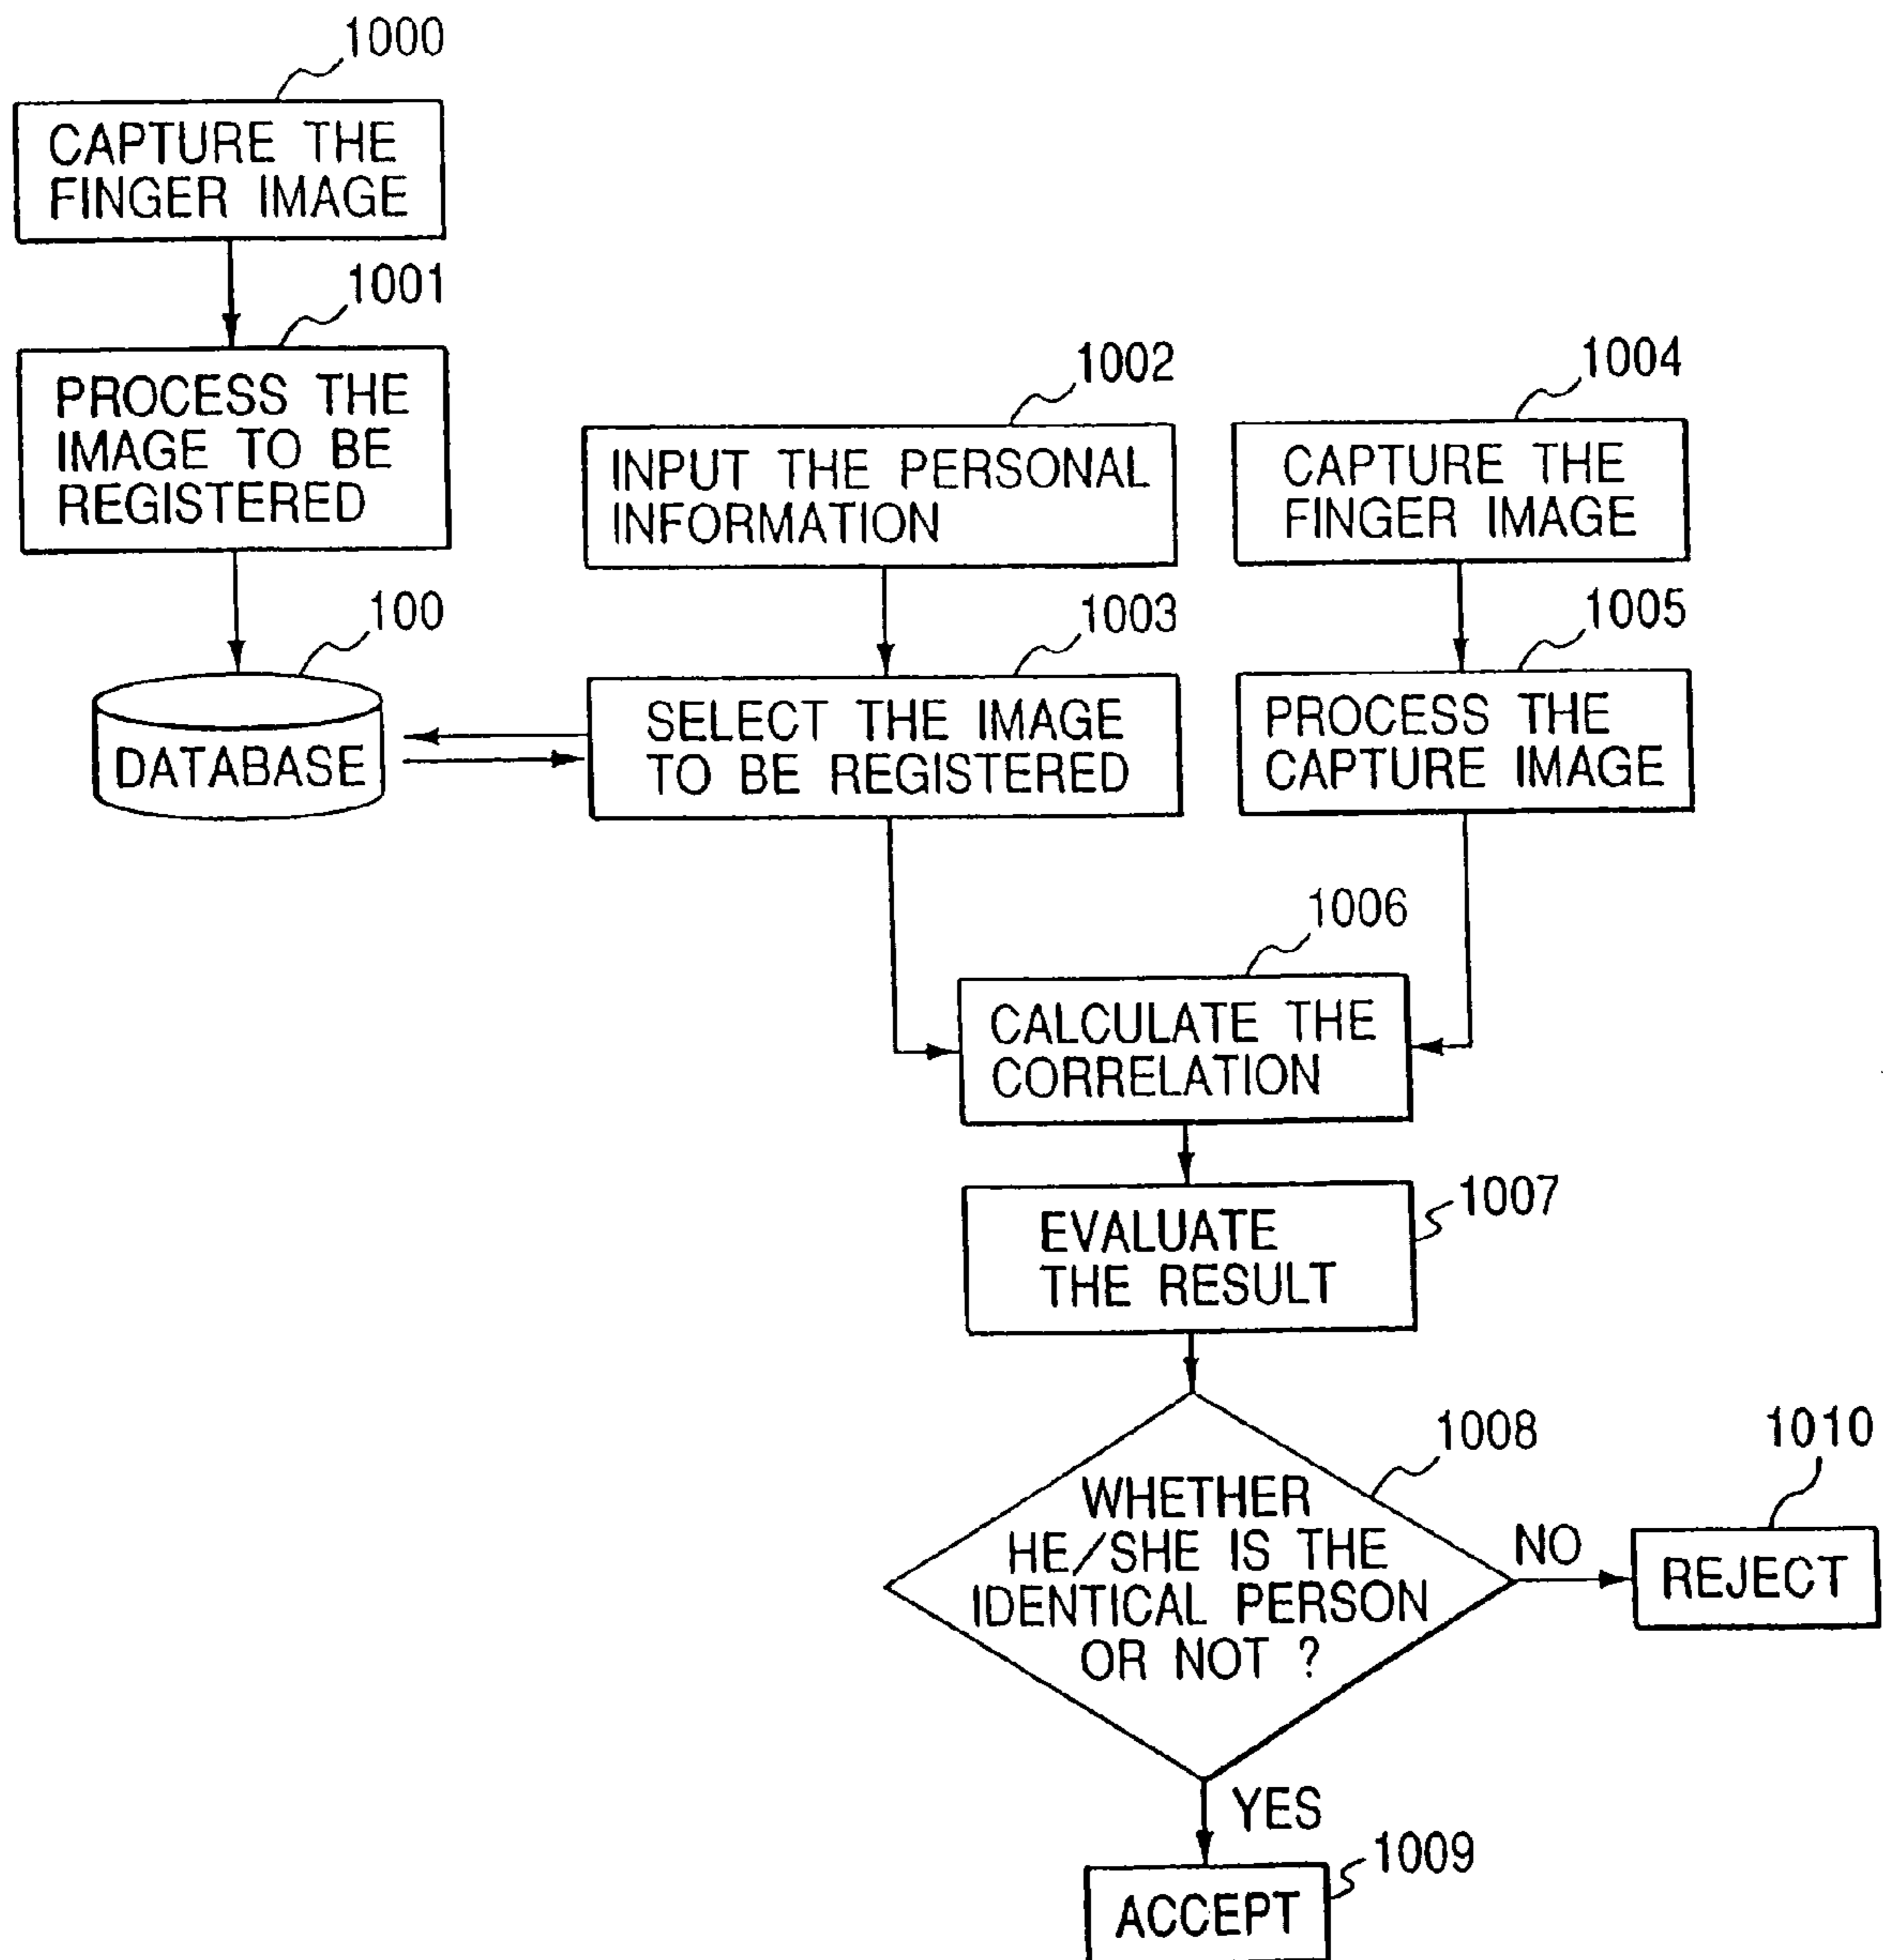 1000
CAPTURE THE
FINGER IMAGE
1001
PROCESS THE
IMAGE TO BE
REGISTERED
100
DATABASE
1002
INPUT THE PERSONAL
INFORMATION
1003
SELECT THE IMAGE
TO BE REGISTERED
1004
CAPTURE THE
FINGER IMAGE
1005
PROCESS THE
CAPTURE IMAGE
1006
CALCULATE THE
CORRELATION
1007
EVALUATE
THE RESULT
1008
WHETHER
HE/SHE IS THE
IDENTICAL PERSON
OR NOT ?
NO
1010
REJECT
YES
1009
ACCEPT